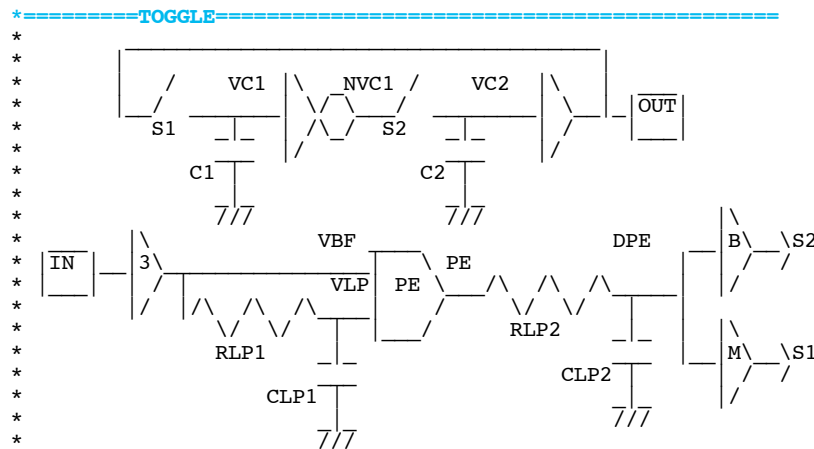 *=========TOGGLE===========================================
VC1 NVC1 VC2
OUT
S1 S2
C1 C2
VBF DPE B S2
IN 3 PE
VLP PE
RLP2
RLP1 M S1
CLP2
CLP1